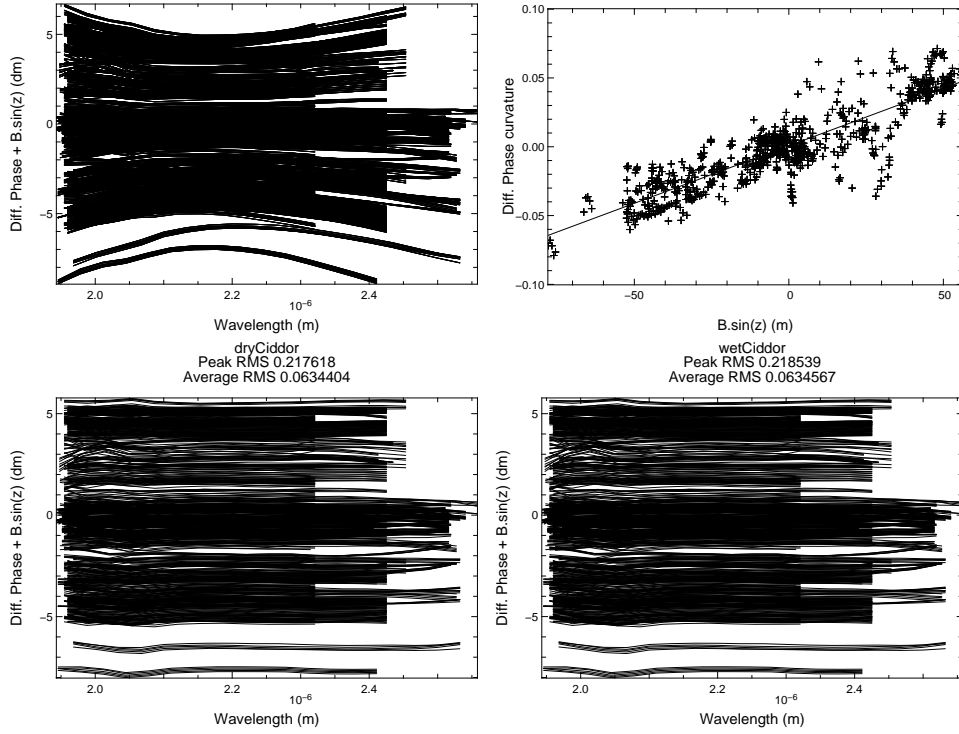 5
0
−5
Diff. Phase + B.sin(z) (dm)
2.0
2.2
2.4
10−6
Wavelength (m)
0.10
0.05
0.00
−0.05
−0.10
Diff. Phase curvature
−50
0
50
B.sin(z) (m)
dryCiddor
Peak RMS 0.217618
Average RMS 0.0634404
5
0
−5
Diff. Phase + B.sin(z) (dm)
2.0
2.2
2.4
10−6
Wavelength (m)
wetCiddor
Peak RMS 0.218539
Average RMS 0.0634567
5
0
−5
Diff. Phase + B.sin(z) (dm)
2.0
2.2
2.4
10−6
Wavelength (m)